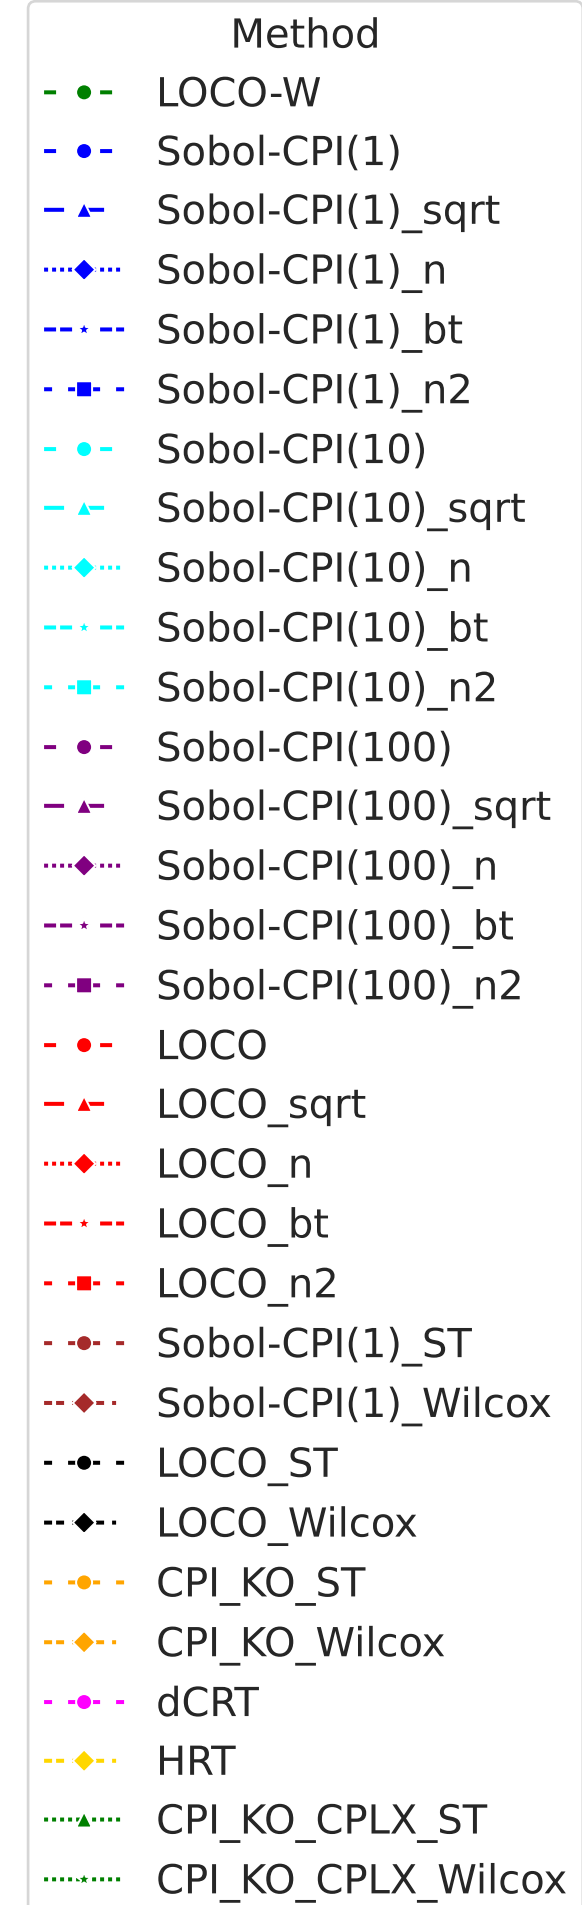 Method
LOCO-W
Sobol-CPI(1)
Sobol-CPI(1)_sqrt
Sobol-CPI(1)_n
Sobol-CPI(1)_bt
Sobol-CPI(1)_n2
Sobol-CPI(10)
Sobol-CPI(10)_sqrt
Sobol-CPI(10)_n
Sobol-CPI(10)_bt
Sobol-CPI(10)_n2
Sobol-CPI(100)
Sobol-CPI(100)_sqrt
Sobol-CPI(100)_n
Sobol-CPI(100)_bt
Sobol-CPI(100)_n2
LOCO
LOCO_sqrt
LOCO_n
LOCO_bt
LOCO_n2
Sobol-CPI(1)_ST
Sobol-CPI(1)_Wilcox
LOCO_ST
LOCO_Wilcox
CPI_KO_ST
CPI_KO_Wilcox
dCRT
HRT
CPI_KO_CPLX_ST
CPI_KO_CPLX_Wilcox